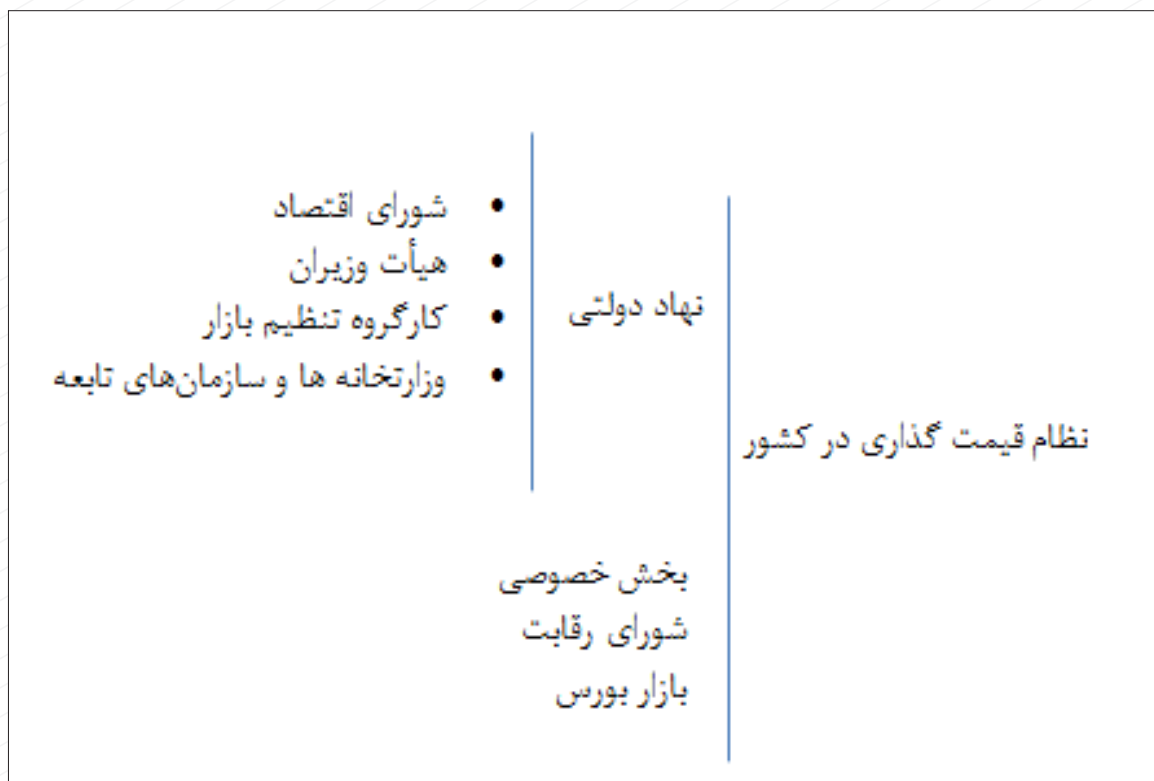 نظام قیمت گذاری در کشور
نهاد دولتی
• شورای اقتصاد
• هیأت وزیران
• کارگروه تنظیم بازار
• وزارتخانه ها و سازمان‌های تابعه
بخش خصوصی
شورای رقابت
بازار بورس